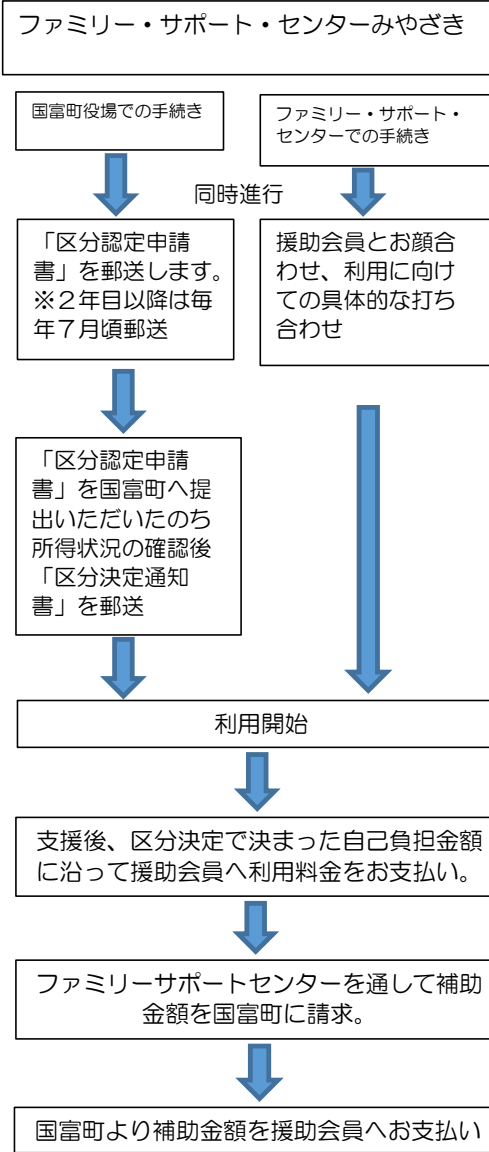 ファミリー・サポート・センターみやざき
国富町役場での手続き
ファミリー・サポート・
センターでの手続き
同時進行
「区分認定申請
書」を郵送します。
※２年目以降は毎
年７月頃郵送
援助会員とお顔合
わせ、利用に向け
ての具体的な打ち
合わせ
「区分認定申請
書」を国富町へ提
出いただいたのち
所得状況の確認後
「区分決定通知
書」を郵送
利用開始
支援後、区分決定で決まった自己負担金額
に沿って援助会員へ利用料金をお支払い。
ファミリーサポートセンターを通して補助
金額を国富町に請求。
国富町より補助金額を援助会員へお支払い